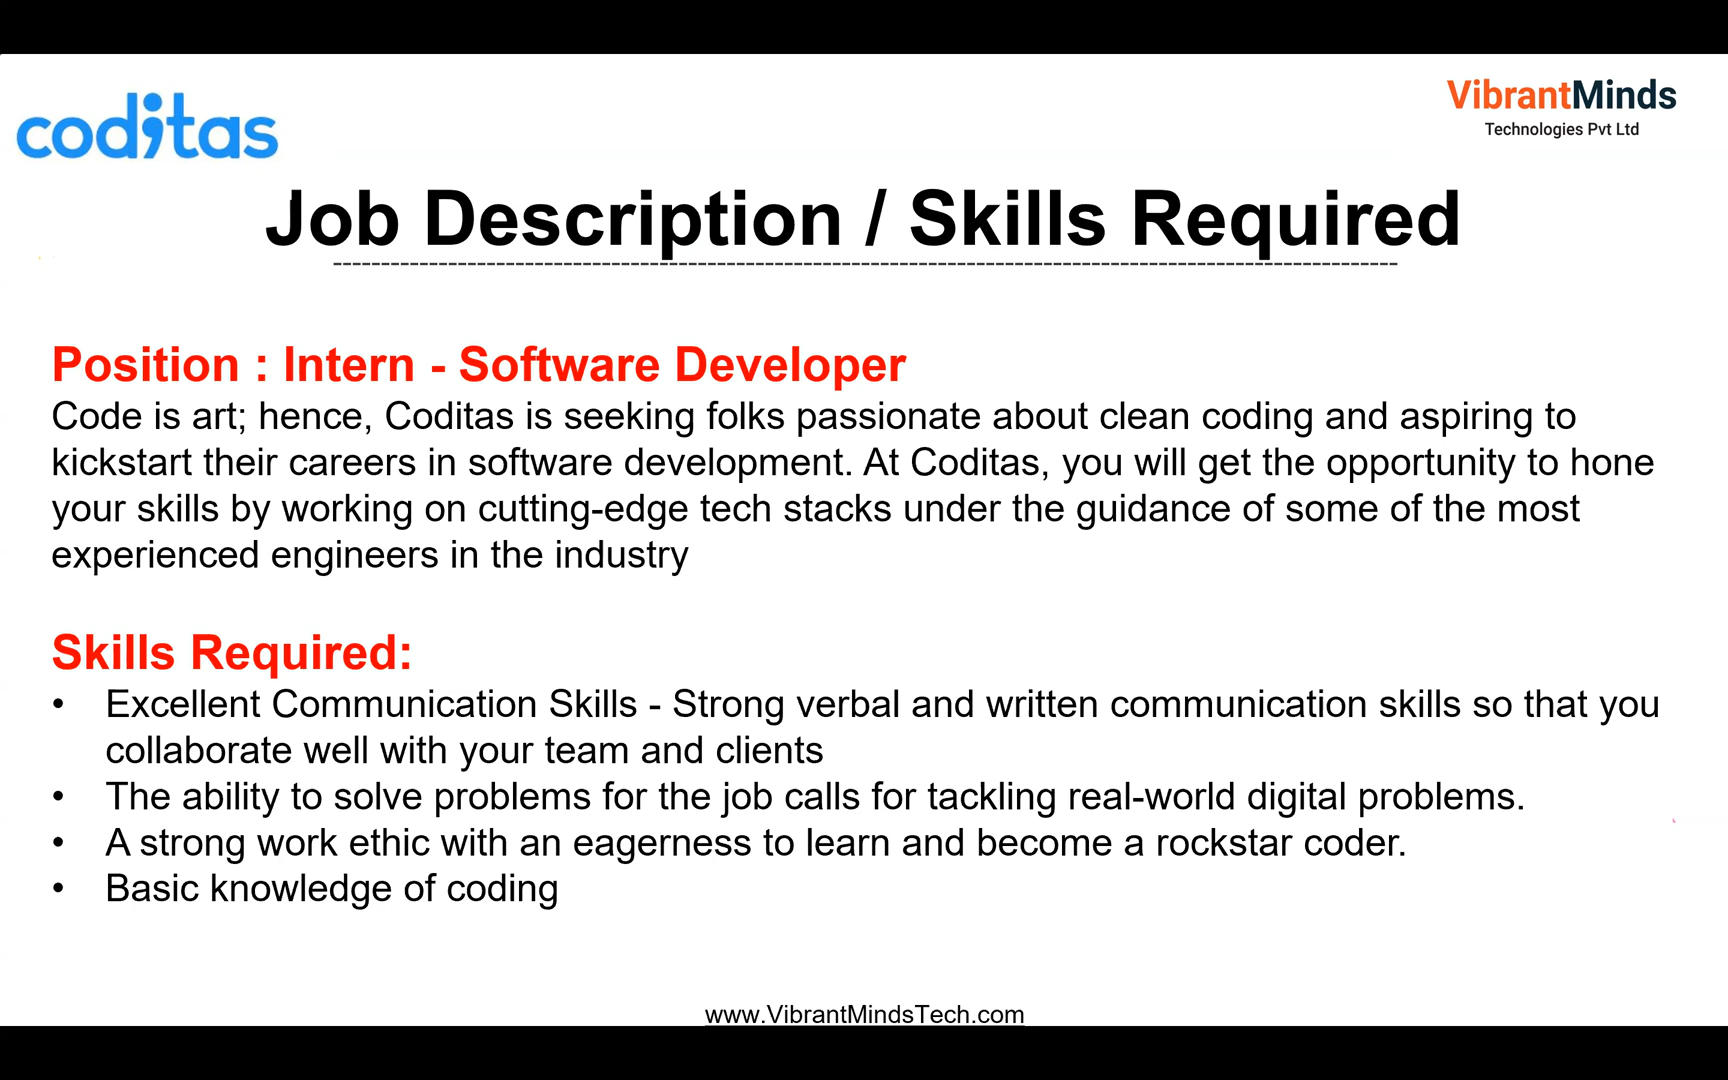 coditas
VibrantMinds
Technologies Pvt Ltd
Job Description / Skills Required
Position : Intern - Software Developer
Code is art; hence, Coditas is seeking folks passionate about clean coding and aspiring to
kickstart their careers in software development. At Coditas, you will get the opportunity to hone
your skills by working on cutting-edge tech stacks under the guidance of some of the most
experienced engineers in the industry
Skills Required:
• Excellent Communication Skills - Strong verbal and written communication skills so that you
collaborate well with your team and clients
• The ability to solve problems for the job calls for tackling real-world digital problems.
• A strong work ethic with an eagerness to learn and become a rockstar coder.
• Basic knowledge of coding
www.VibrantMindsTech.com